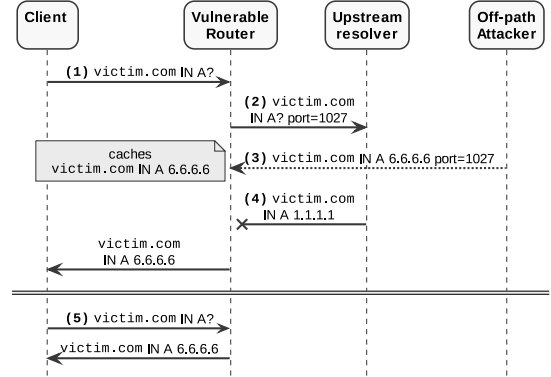 Client
Vulnerable
Router
Upstream
resolver
Off-path
Attacker
(1) victim.com IN A?
(2) victim.com
IN A? port=1027
(3) victim.com IN A 6.6.6.6 port=1027
caches
victim.com IN A 6.6.6.6
(4) victim.com
IN A 1.1.1.1
victim.com
IN A 6.6.6.6
(5) victim.com IN A?
victim.com IN A 6.6.6.6